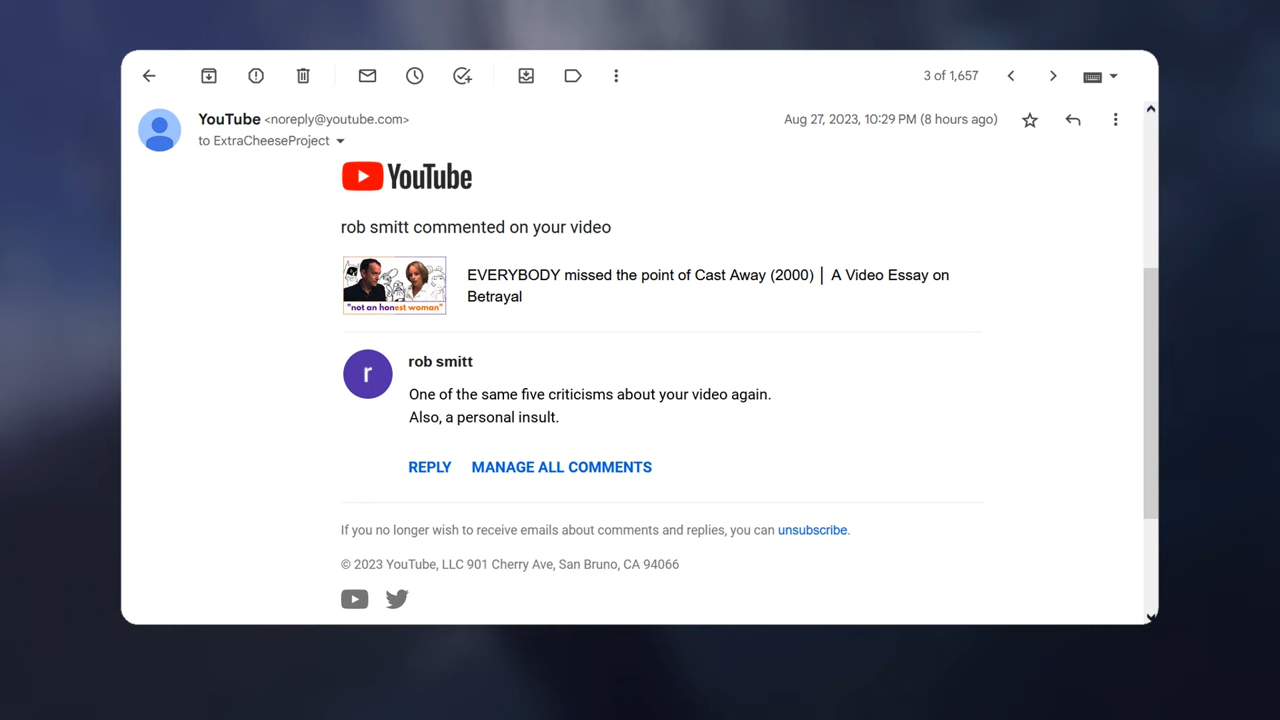 3 of 1,657
YouTube <noreply@youtube.com>
Aug 27, 2023, 10:29 PM (8 hours ago)
to ExtraCheeseProject
YouTube
rob smitt commented on your video
"not an honest woman"
EVERYBODY missed the point of Cast Away (2000) │ A Video Essay on
Betrayal
r
rob smitt
One of the same five criticisms about your video again.
Also, a personal insult.
REPLY MANAGE ALL COMMENTS
If you no longer wish to receive emails about comments and replies, you can unsubscribe.
© 2023 YouTube, LLC 901 Cherry Ave, San Bruno, CA 94066